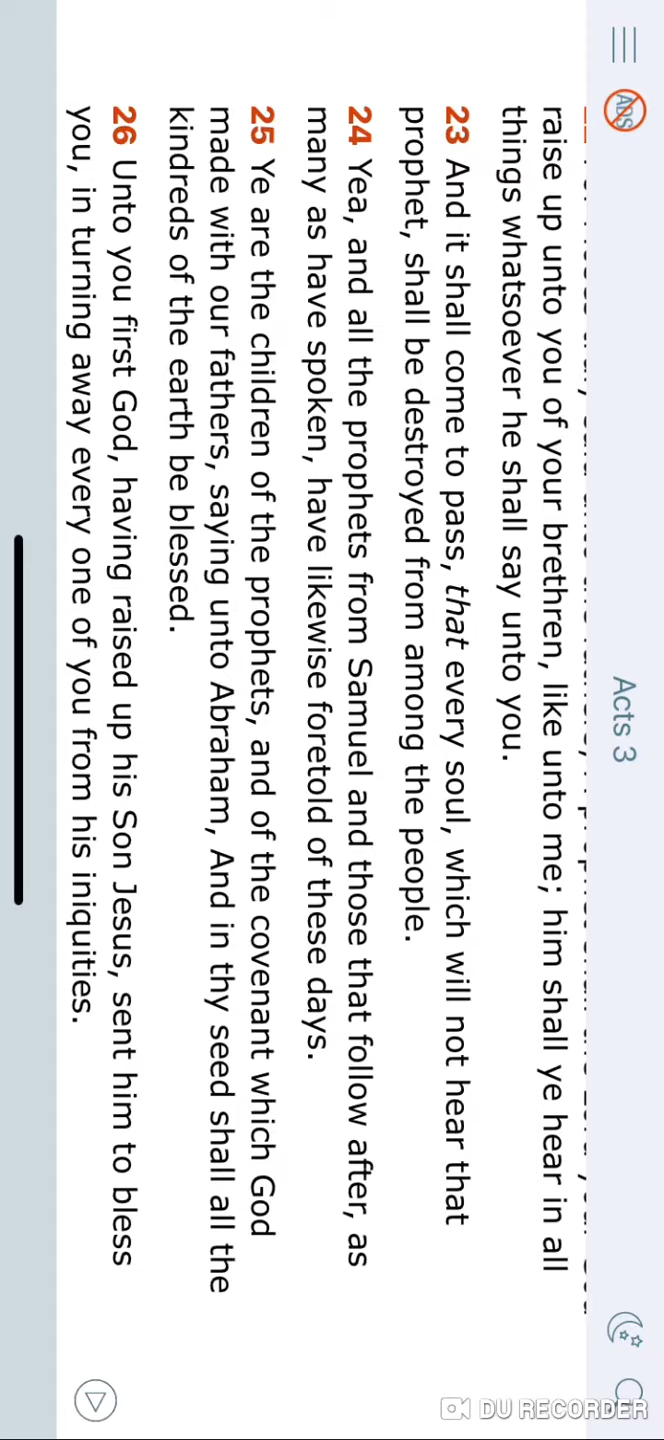 Acts 3
ADS
raise up unto you of your brethren, like unto me; him shall ye hear in all
things whatsoever he shall say unto you.
23 And it shall come to pass, that every soul, which will not hear that
prophet, shall be destroyed from among the people.
24 Yea, and all the prophets from Samuel and those that follow after, as
many as have spoken, have likewise foretold of these days.
25 Ye are the children of the prophets, and of the covenant which God
made with our fathers, saying unto Abraham, And in thy seed shall all the
kindreds of the earth be blessed.
26 Unto you first God, having raised up his Son Jesus, sent him to bless
you, in turning away every one of you from his iniquities.
DU RECORDER